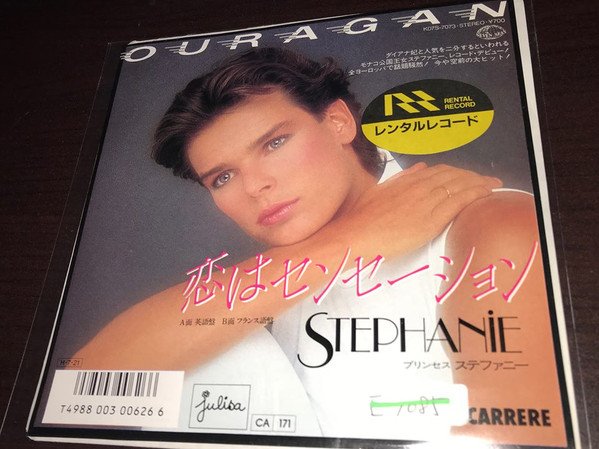 OURAGAN
K07S-7073・STEREO・¥700
SEVEN SEAS
ダイアナ妃と人気を二分するといわれる
モナコ公国王女ステファニー、レコード・デビュー!
全ヨーロッパで話題騒然! 今や空前の大ヒット!
RR RENTAL RECORD
レンタルレコード
恋はセンセーション
A面 英語盤 B面 フランス語盤
STEPHANIE
プリンセス ステファニー
T4988 003 00626 6
julisa
CA 171
E-7085
CARRERE